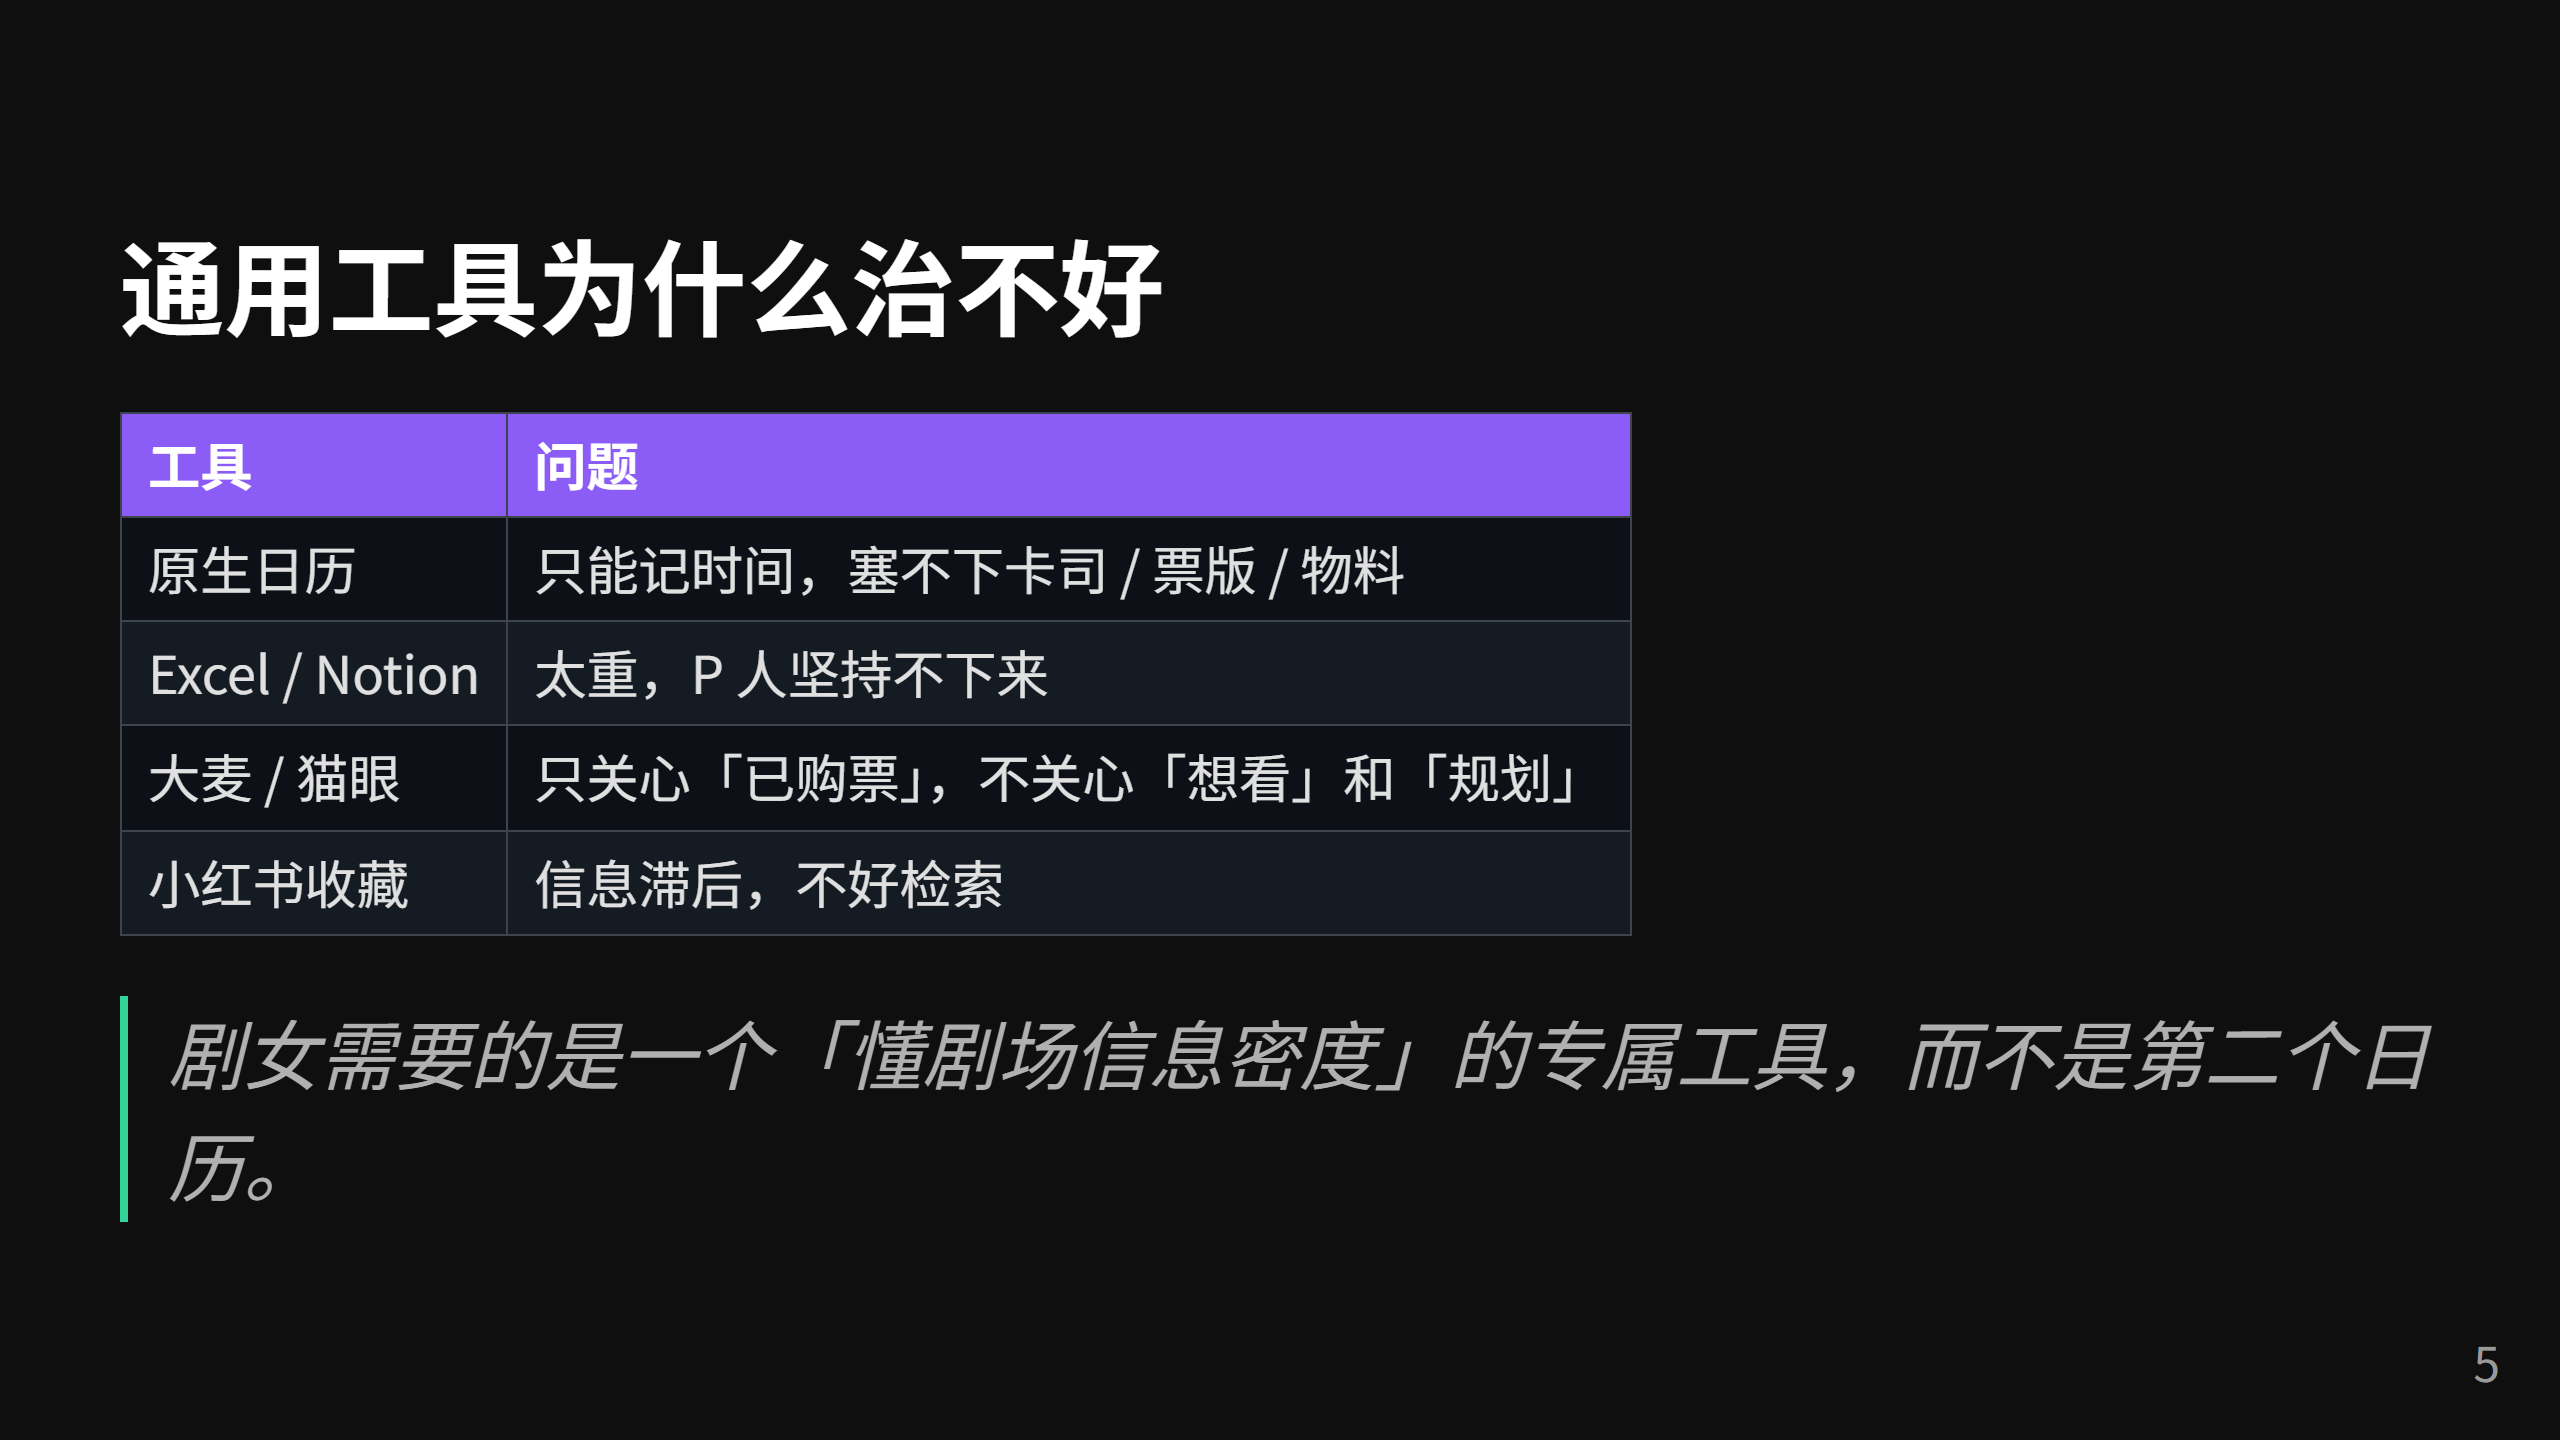 通用工具为什么治不好
工具 问题
原生日历 只能记时间，塞不下卡司 / 票版 / 物料
Excel / Notion 太重，P 人坚持不下来
大麦 / 猫眼 只关心「已购票」，不关心「想看」和「规划」
小红书收藏 信息滞后，不好检索
剧女需要的是一个「懂剧场信息密度」的专属工具，而不是第二个日
历。
5